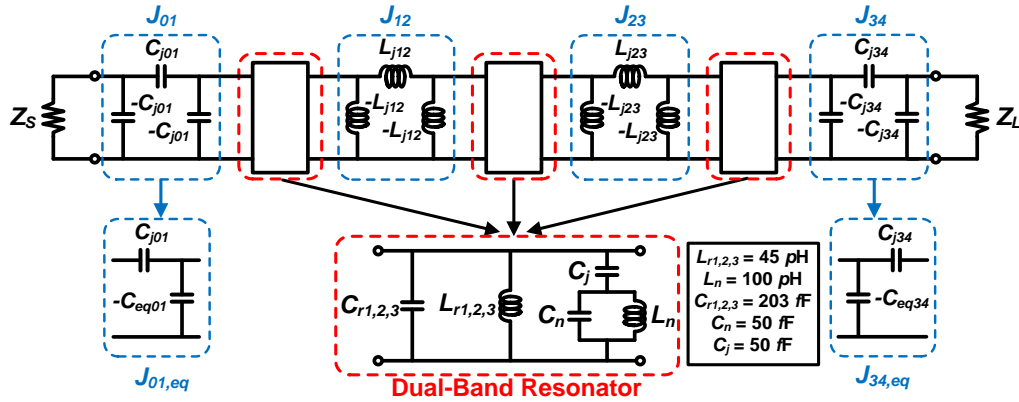 J01
J12
J23
J34
Cj01
Lj12
Lj23
Cj34
ZS
-Cj01
-Cj01
-Lj12
-Lj12
-Lj23
-Lj23
-Cj34
-Cj34
ZL
Cj01
-Ceq01
J01,eq
Cr1,2,3
Lr1,2,3
Cj
Cn
Ln
Dual-Band Resonator
Lr1,2,3 = 45 pH
Ln = 100 pH
Cr1,2,3 = 203 fF
Cn = 50 fF
Cj = 50 fF
Cj34
-Ceq34
J34,eq